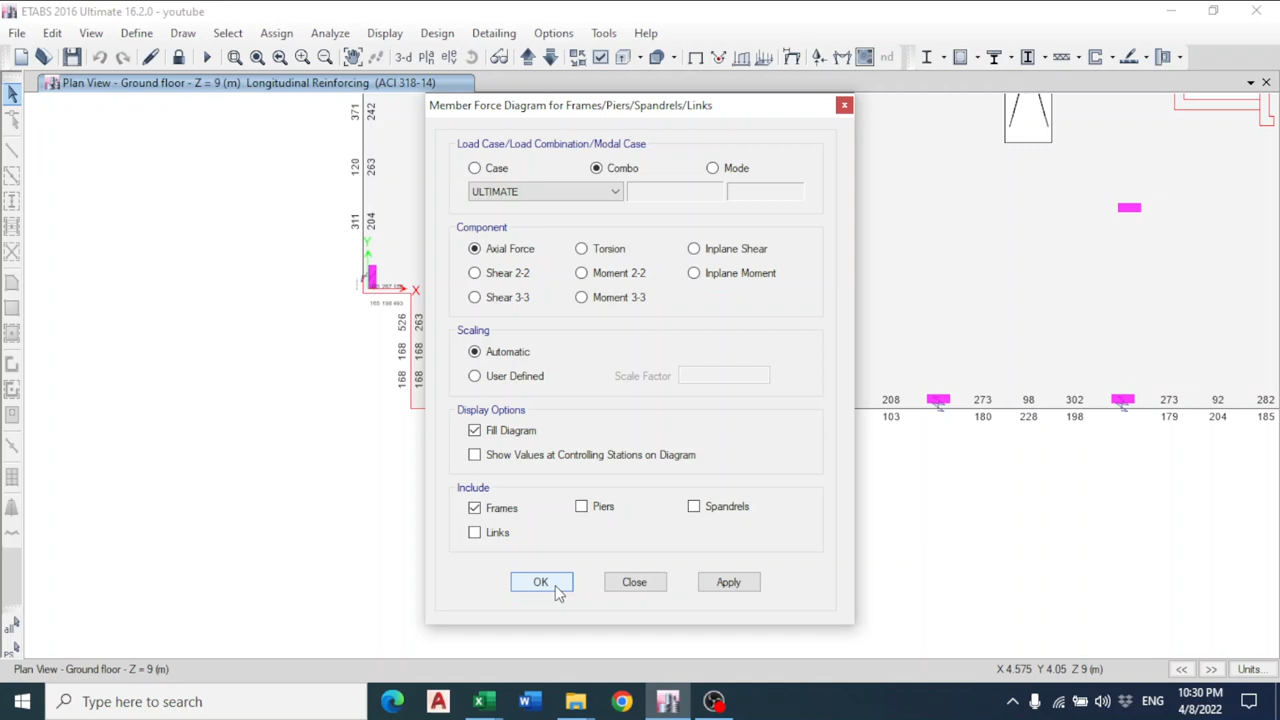 ETABS 2016 Ultimate 16.2.0 - youtube
File Edit View Define Draw Select Assign Analyze Display Design Detailing Options Tools Help
3-d nd
Plan View - Ground floor - Z = 9 (m) Longitudinal Reinforcing (ACI 318-14)
Member Force Diagram for Frames/Piers/Spandrels/Links
Load Case/Load Combination/Modal Case
Case Combo Mode
ULTIMATE
Component
Axial Force Torsion Inplane Shear
Shear 2-2 Moment 2-2 Inplane Moment
Shear 3-3 Moment 3-3
Scaling
Automatic
User Defined Scale Factor
Display Options
Fill Diagram
Show Values at Controlling Stations on Diagram
Include
Frames Piers Spandrels
Links
OK Close Apply
371 242
120 263
311 204
Y
X
165 198 493
526 263
168 168
168 168
208 273 98 302 273 92 282
103 180 228 198 179 204 185
all
PS
Plan View - Ground floor - Z = 9 (m) X 4.575 Y 4.05 Z 9 (m) << >> Units...
Type here to search
ENG
10:30 PM
4/8/2022